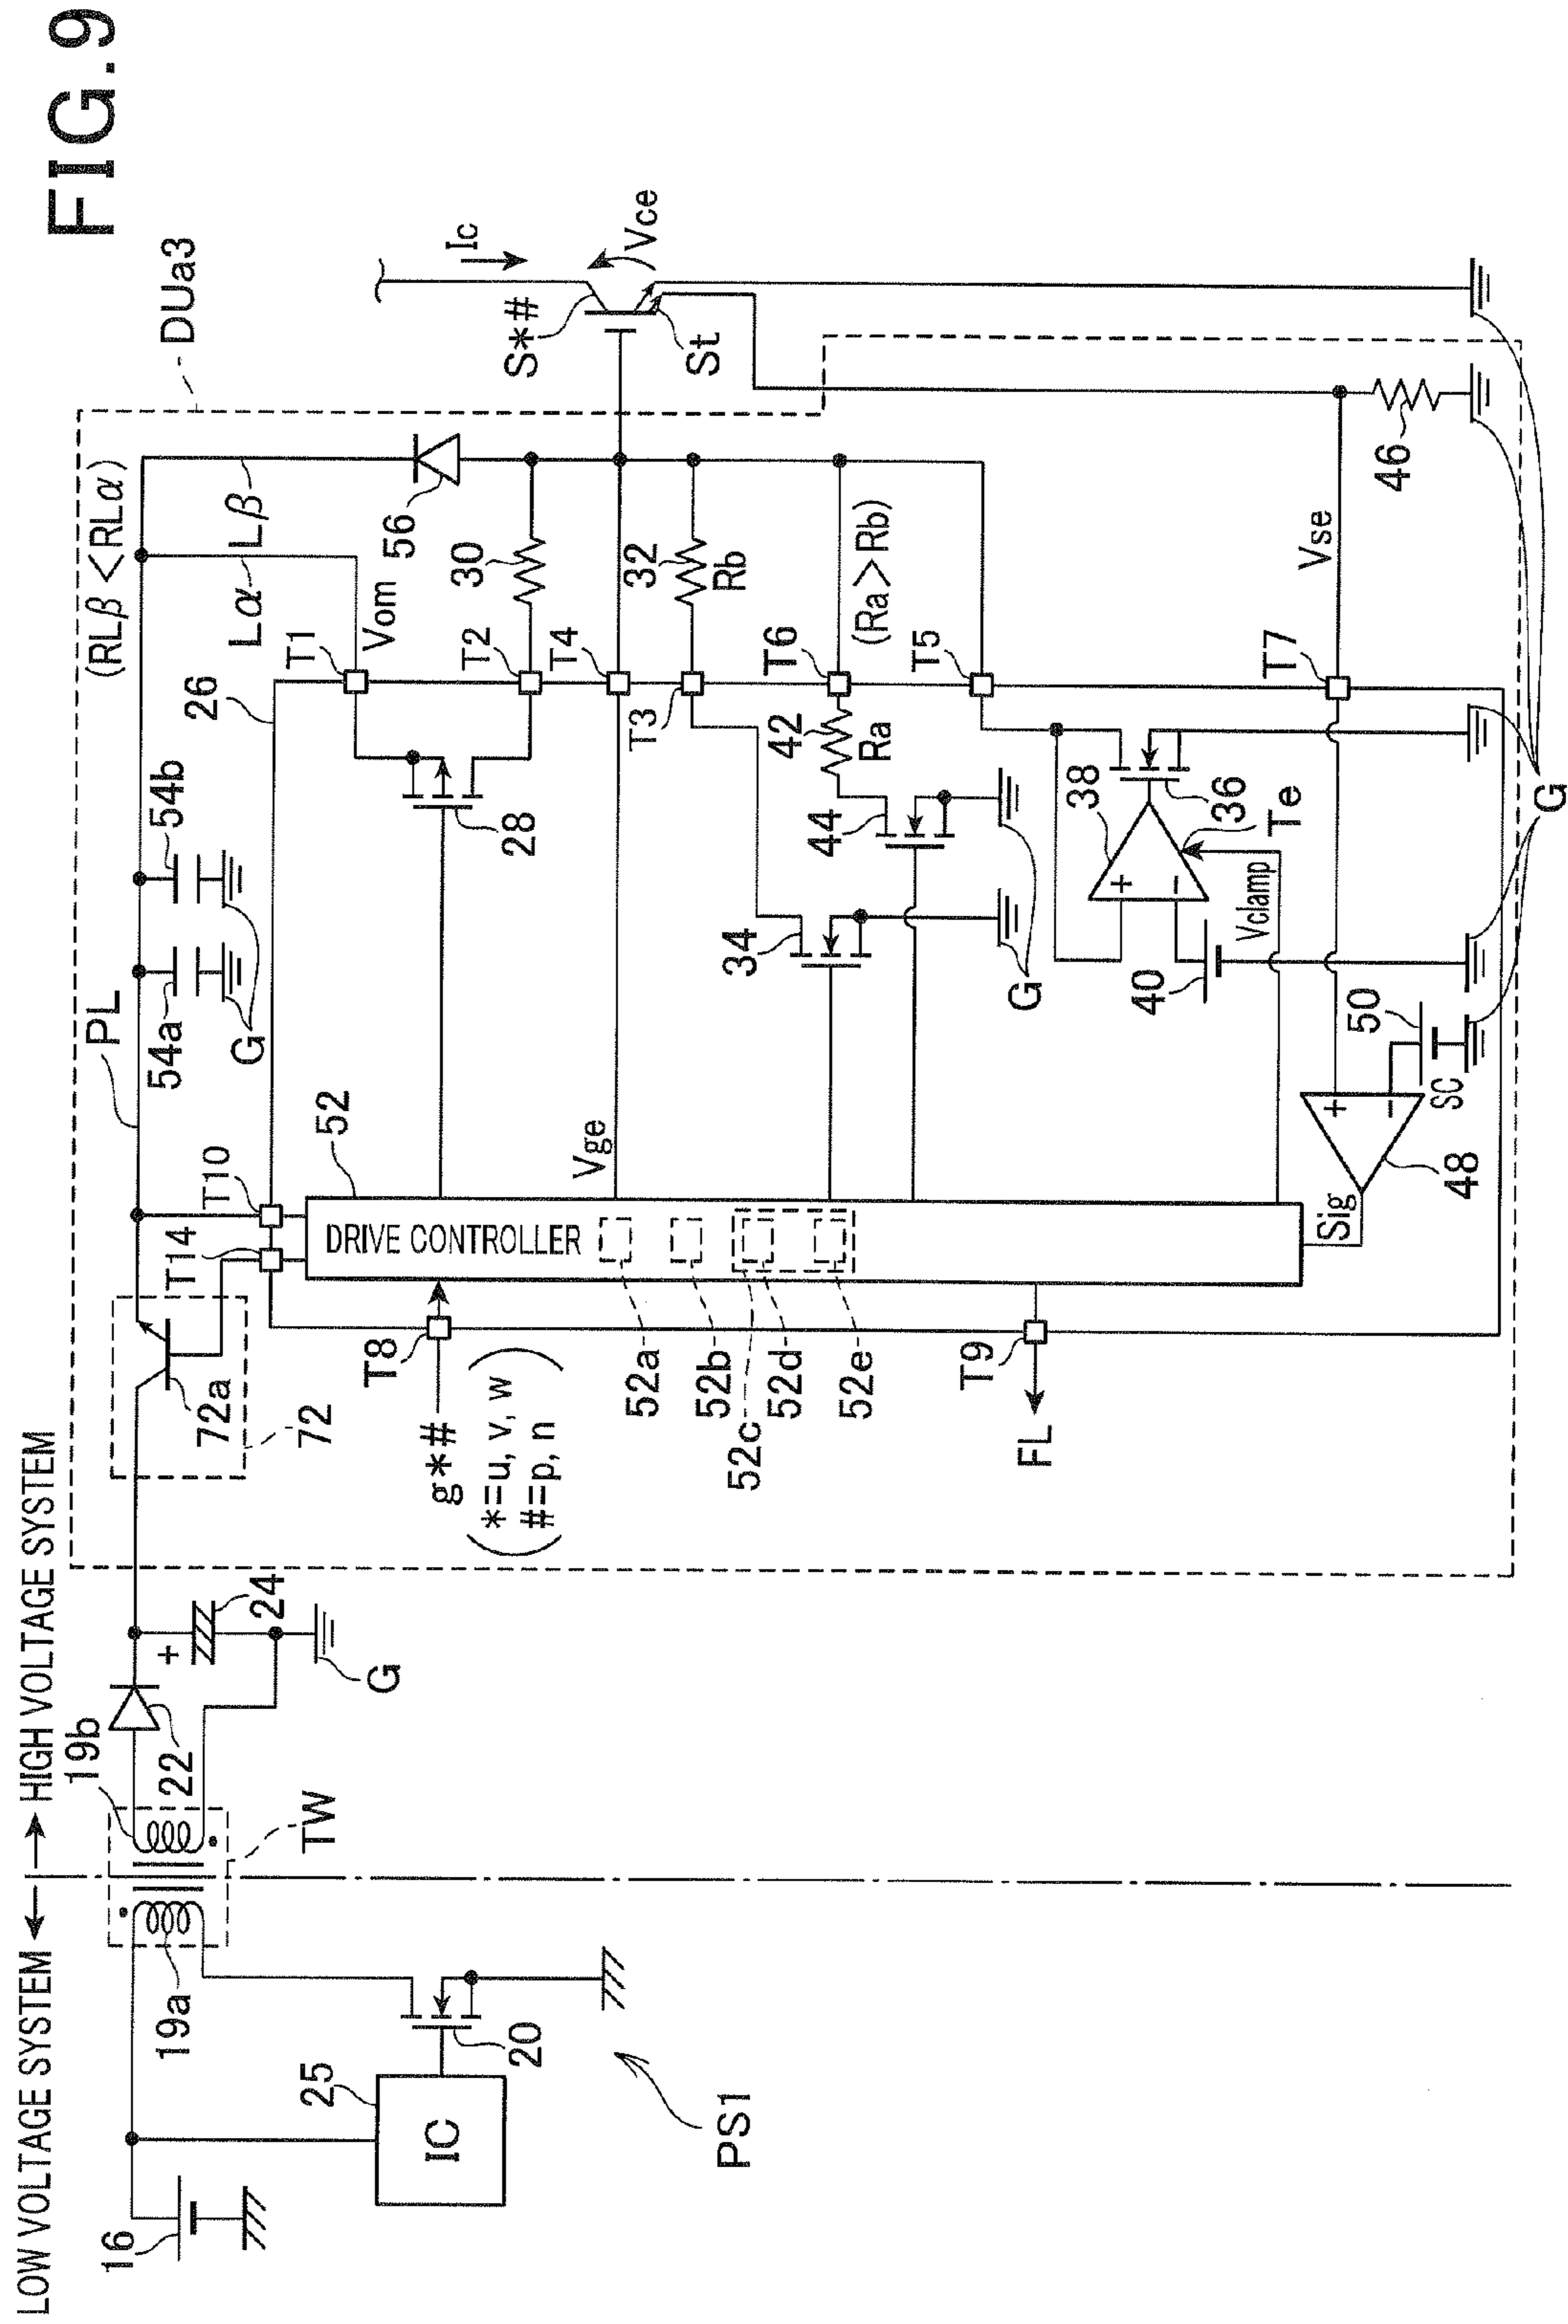 FIG.9
LOW VOLTAGE SYSTEM
HIGH VOLTAGE SYSTEM
16
19a
19b
TW
22
24
+
G
25
IC
20
PS1
72a
72
PL
54a
54b
G
DUa3
(RLβ<RLα)
Lβ
Lα
56
T14
T10
26
T1
Vom
28
T2
30
T4
Vge
T3
32
Rb
34
T6
42
Ra
44
(Ra>Rb)
G
T5
38
36
Te
+
−
40
Vclamp
T7
Vse
46
50
SC
+
−
48
Sig
G
52
DRIVE CONTROLLER
52a
52b
52c
52d
52e
T8
g*#
(*=u, v, w
#=p, n)
T9
FL
S*#
St
Ic
Vce